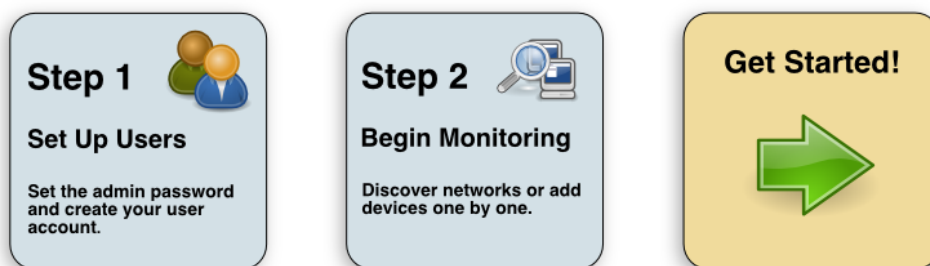 Step 1
Set Up Users
Set the admin password
and create your user
account.
Step 2
Begin Monitoring
Discover networks or add
devices one by one.
Get Started!